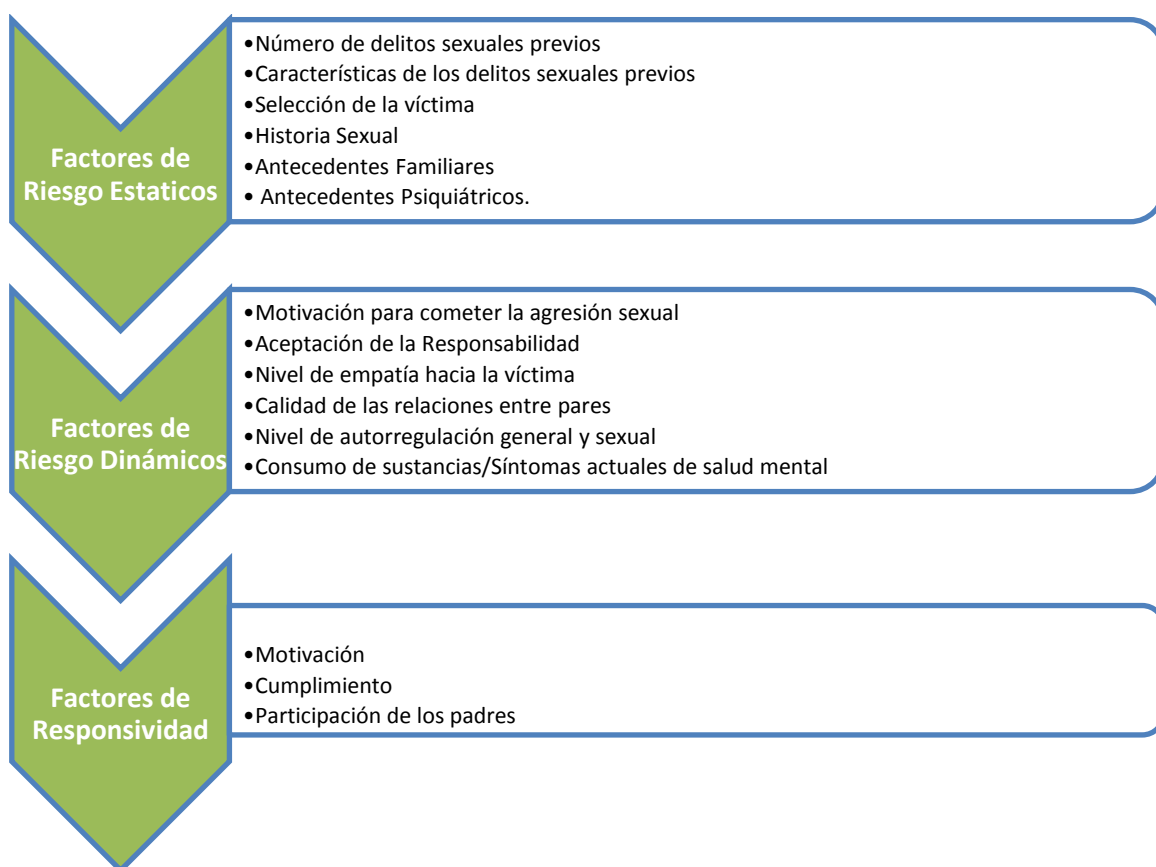 Factores de
Riesgo Estaticos
•Número de delitos sexuales previos
•Características de los delitos sexuales previos
•Selección de la víctima
•Historia Sexual
•Antecedentes Familiares
• Antecedentes Psiquiátricos.
Factores de
Riesgo Dinámicos
•Motivación para cometer la agresión sexual
•Aceptación de la Responsabilidad
•Nivel de empatía hacia la víctima
•Calidad de las relaciones entre pares
•Nivel de autorregulación general y sexual
•Consumo de sustancias/Síntomas actuales de salud mental
Factores de
Responsividad
•Motivación
•Cumplimiento
•Participación de los padres